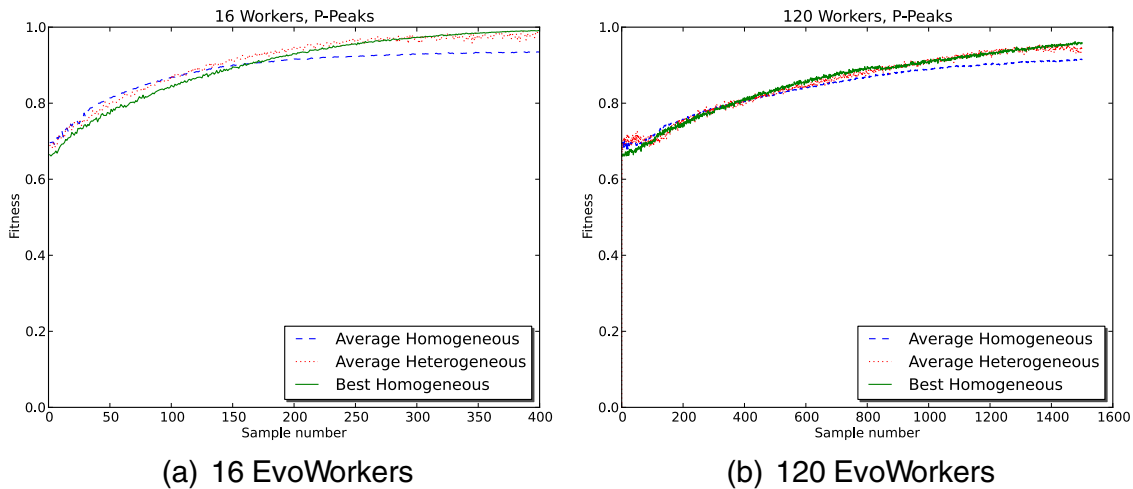 16 Workers, P-Peaks
1.0
0.8
0.6
0.4
0.2
0.0
Fitness
0
50
100
150
200
250
300
350
400
Sample number
Average Homogeneous
Average Heterogeneous
Best Homogeneous
(a) 16 EvoWorkers
120 Workers, P-Peaks
1.0
0.8
0.6
0.4
0.2
0.0
Fitness
0
200
400
600
800
1000
1200
1400
1600
Sample number
Average Homogeneous
Average Heterogeneous
Best Homogeneous
(b) 120 EvoWorkers